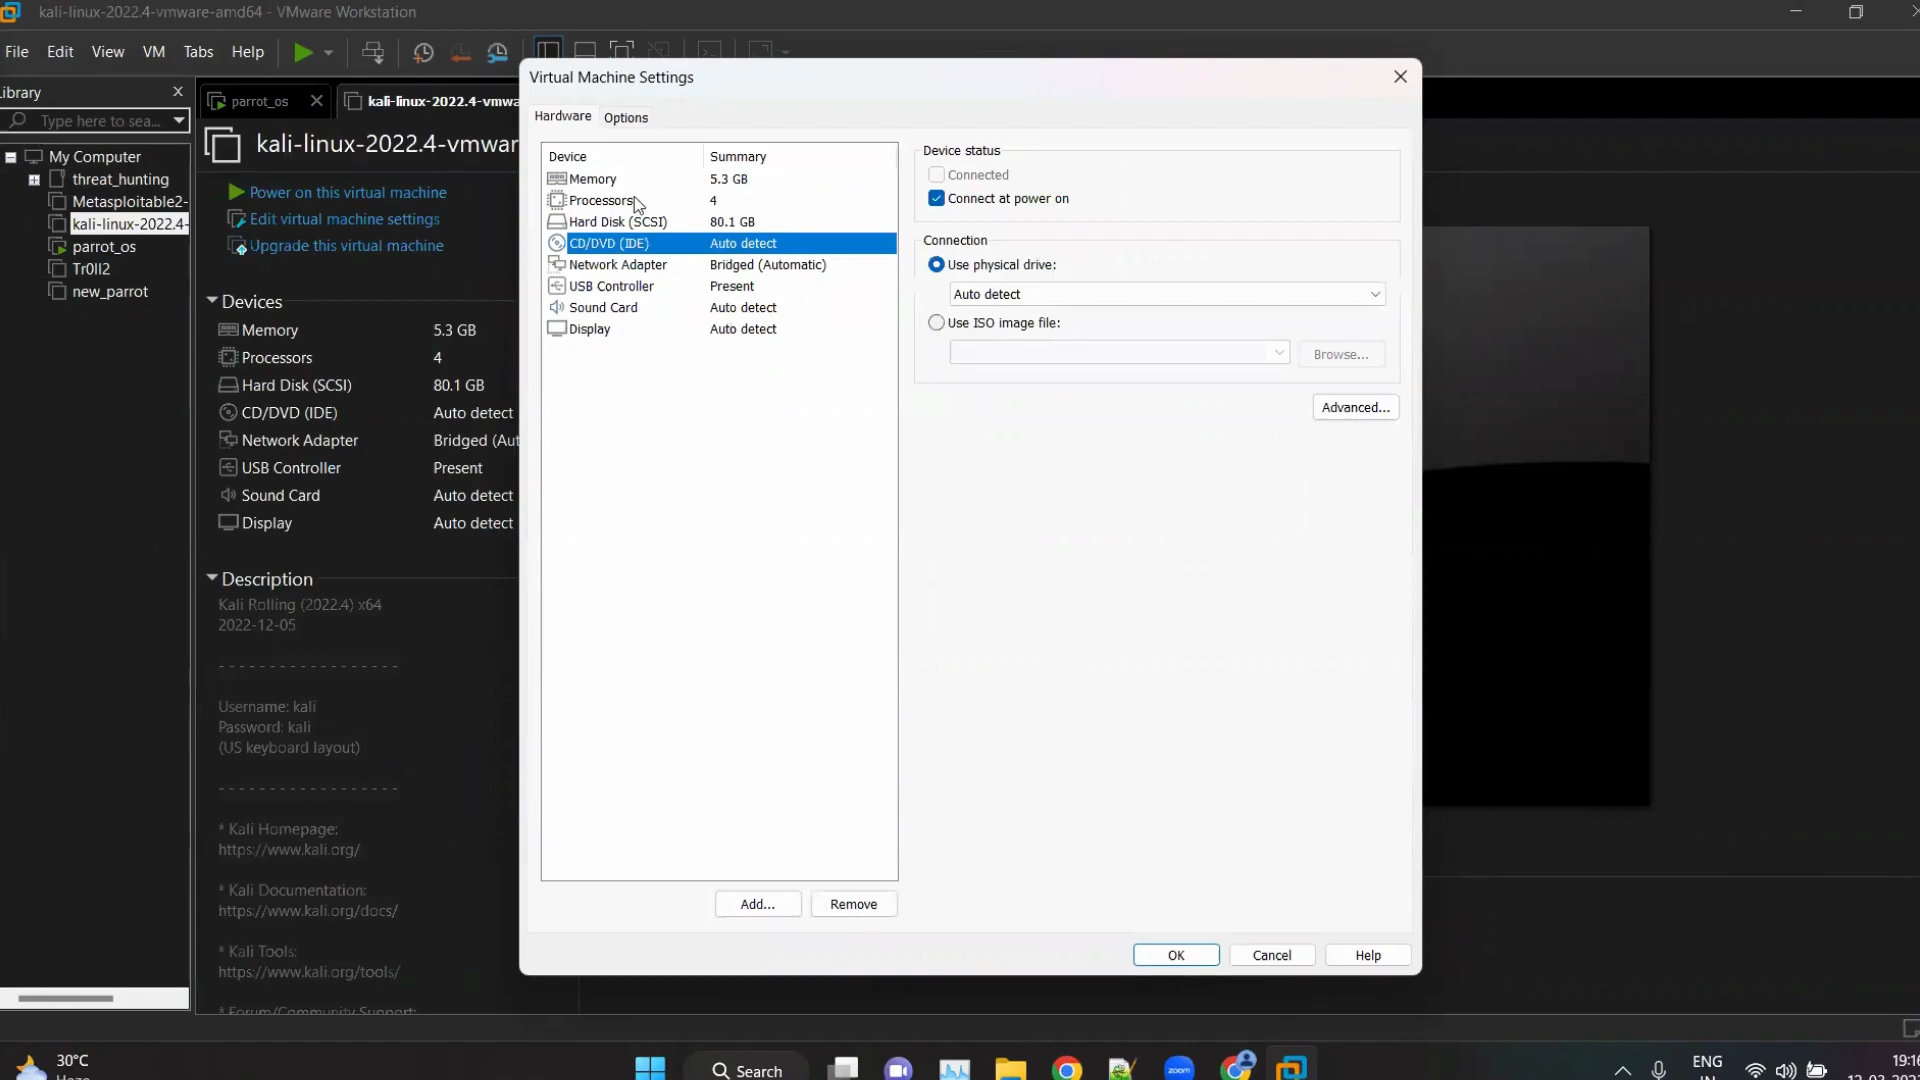 kali-linux-2022.4-vmware-amd64 - VMware Workstation
File Edit View VM Tabs Help
Library
Type here to sea...
My Computer
threat_hunting
Metasploitable2-
kali-linux-2022.4-
parrot_os
Tr0ll2
new_parrot
parrot_os
kali-linux-2022.4-vmwa
kali-linux-2022.4-vmwar
Power on this virtual machine
Edit virtual machine settings
Upgrade this virtual machine
Devices
Memory 5.3 GB
Processors 4
Hard Disk (SCSI) 80.1 GB
CD/DVD (IDE) Auto detect
Network Adapter Bridged (Aut
USB Controller Present
Sound Card Auto detect
Display Auto detect
Description
Kali Rolling (2022.4) x64
2022-12-05
- - - - - - - - - - - - - - - - - -
Username: kali
Password: kali
(US keyboard layout)
- - - - - - - - - - - - - - - - - -
* Kali Homepage:
https://www.kali.org/
* Kali Documentation:
https://www.kali.org/docs/
* Kali Tools:
https://www.kali.org/tools/
* Forum/Community Support:
Virtual Machine Settings
Hardware Options
Device Summary
Memory 5.3 GB
Processors 4
Hard Disk (SCSI) 80.1 GB
CD/DVD (IDE) Auto detect
Network Adapter Bridged (Automatic)
USB Controller Present
Sound Card Auto detect
Display Auto detect
Add... Remove
Device status
Connected
Connect at power on
Connection
Use physical drive:
Auto detect
Use ISO image file:
Browse...
Advanced...
OK Cancel Help
30°C
Haze
Search
zoom
ENG
IN
19:16